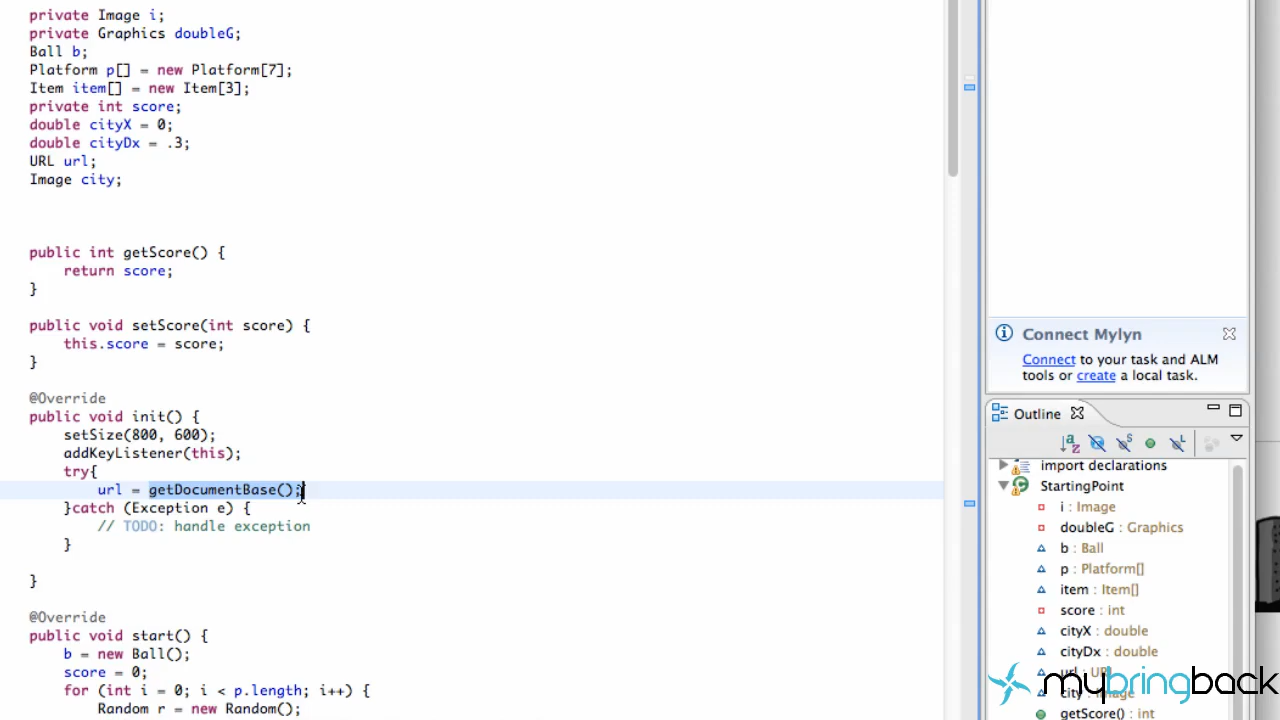 private Image i;
private Graphics doubleG;
Ball b;
Platform p[] = new Platform[7];
Item item[] = new Item[3];
private int score;
double cityX = 0;
double cityDx = .3;
URL url;
Image city;
public int getScore() {
return score;
}
public void setScore(int score) {
this.score = score;
}
@Override
public void init() {
setSize(800, 600);
addKeyListener(this);
try{
url = getDocumentBase();
}catch (Exception e) {
// TODO: handle exception
}
}
@Override
public void start() {
b = new Ball();
score = 0;
for (int i = 0; i < p.length; i++) {
Random r = new Random();
Connect Mylyn
Connect to your task and ALM
tools or create a local task.
Outline
import declarations
StartingPoint
i : Image
doubleG : Graphics
b : Ball
p : Platform[]
item : Item[]
score : int
cityX : double
cityDx : double
url : URL
city : Image
getScore() : int
mybringback